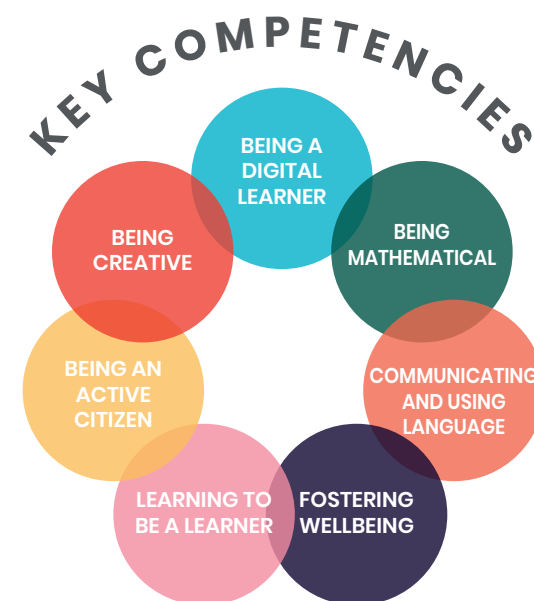 KEY COMPETENCIES
BEING A
DIGITAL
LEARNER
BEING
MATHEMATICAL
COMMUNICATING
AND USING
LANGUAGE
FOSTERING
WELLBEING
LEARNING TO
BE A LEARNER
BEING AN
ACTIVE
CITIZEN
BEING
CREATIVE